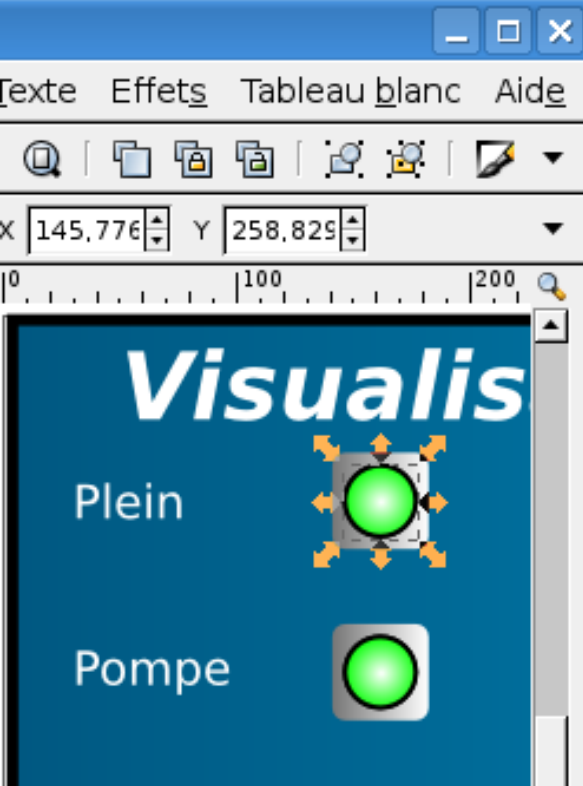 Texte Effets Tableau blanc Aide
X 145,776 Y 258,829
0 100 200
Visualis
Plein
Pompe